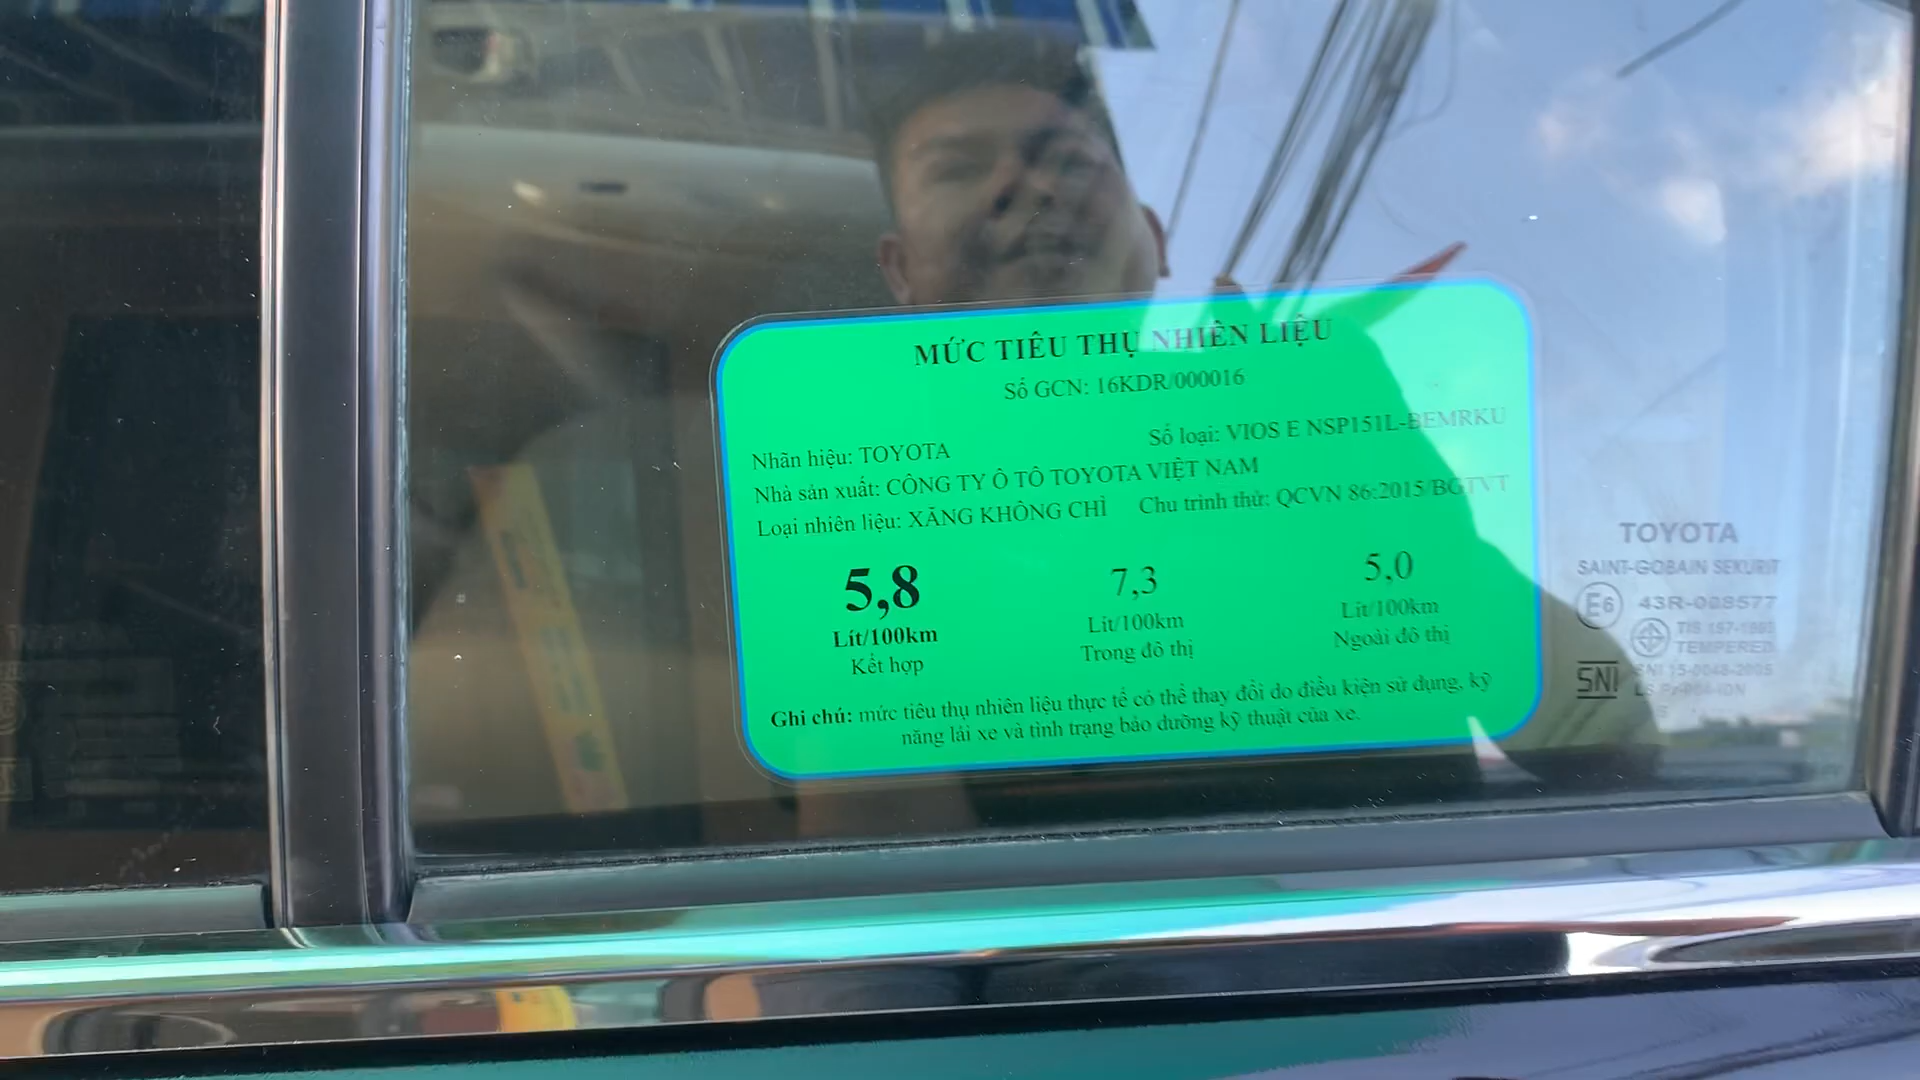 MỨC TIÊU THỤ NHIÊN LIỆU
Số GCN: 16KDR/000016
Nhãn hiệu: TOYOTA Số loại: VIOS E NSP151L-BEMRKU
Nhà sản xuất: CÔNG TY Ô TÔ TOYOTA VIỆT NAM
Loại nhiên liệu: XĂNG KHÔNG CHÌ Chu trình thử: QCVN 86:2015/BGTVT
5,8 7,3 5,0
Lít/100km Lít/100km Lít/100km
Kết hợp Trong đô thị Ngoài đô thị
Ghi chú: mức tiêu thụ nhiên liệu thực tế có thể thay đổi do điều kiện sử dụng, kỹ
năng lái xe và tình trạng bảo dưỡng kỹ thuật của xe.
TOYOTA
SAINT-GOBAIN SEKURIT
E6 43R-008577
TEMPERED
SNI SNI 15-0048-2005